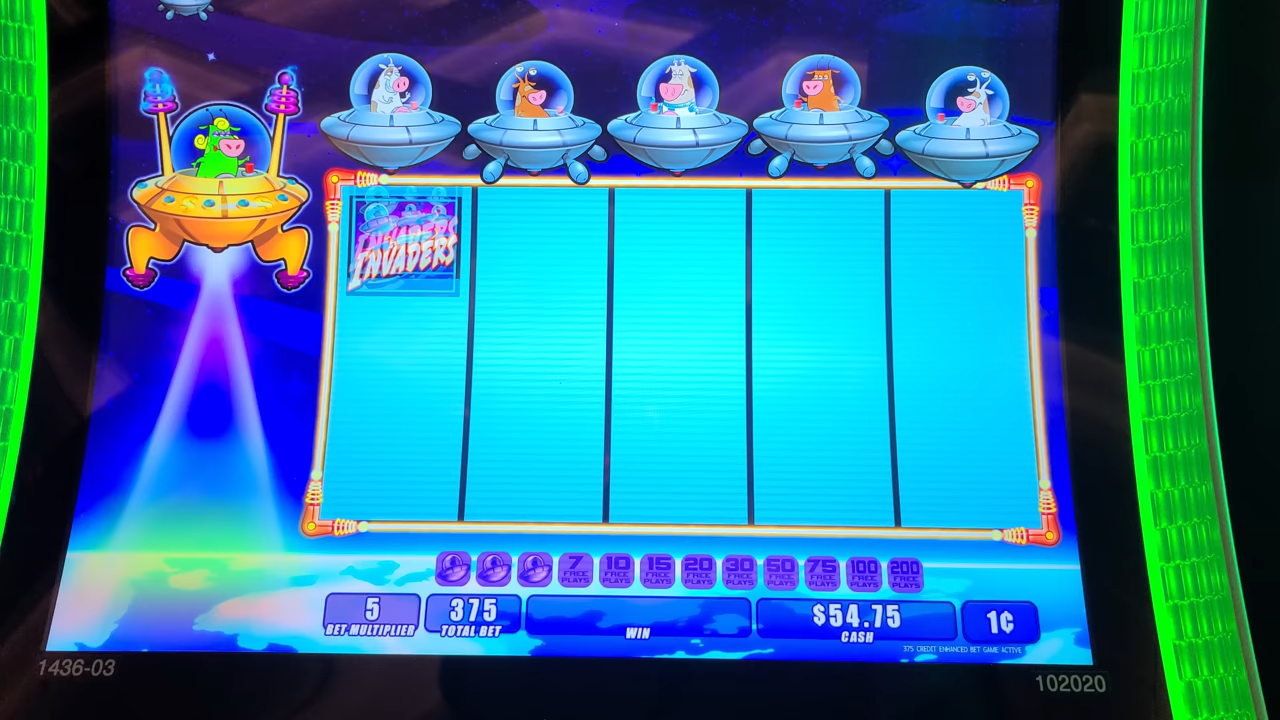 INVADERS
INVADERS
7 FREE PLAYS
10 FREE PLAYS
15 FREE PLAYS
20 FREE PLAYS
30 FREE PLAYS
50 FREE PLAYS
75 FREE PLAYS
100 FREE PLAYS
200 FREE PLAYS
5
BET MULTIPLIER
375
TOTAL BET
WIN
$54.75
CASH
1¢
375 CREDIT ENHANCED BET GAME ACTIVE
1436-03
102020